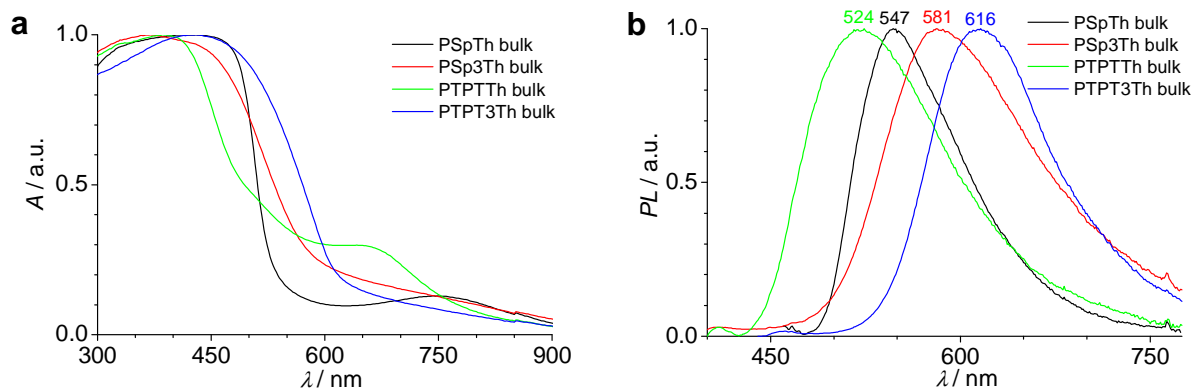 a
1.0
0.5
0.0
A / a.u.
300 450 600 750 900
λ / nm
PSpTh bulk
PSp3Th bulk
PTPTTh bulk
PTPT3Th bulk
b
524 547 581 616
1.0
0.5
0.0
PL / a.u.
450 600 750
λ / nm
PSpTh bulk
PSp3Th bulk
PTPTTh bulk
PTPT3Th bulk